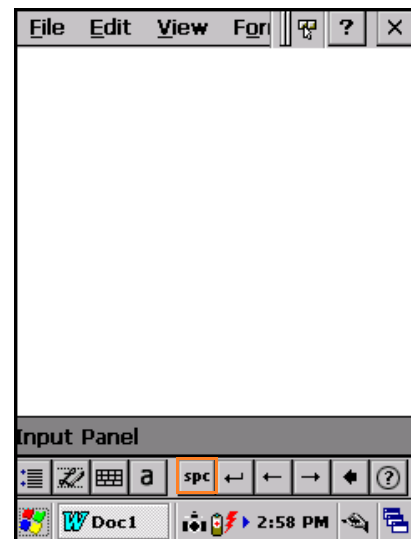 File Edit View For ?
Input Panel
a spc ?
W Doc1 2:58 PM